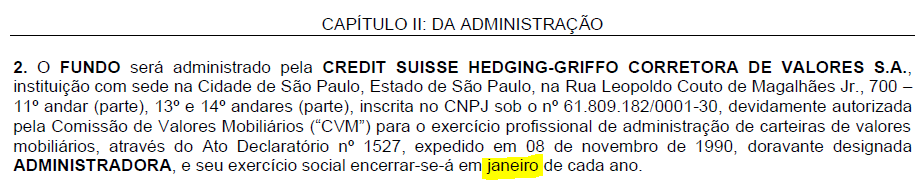 CAPÍTULO II: DA ADMINISTRAÇÃO
2. O FUNDO será administrado pela CREDIT SUISSE HEDGING-GRIFFO CORRETORA DE VALORES S.A.,
instituição com sede na Cidade de São Paulo, Estado de São Paulo, na Rua Leopoldo Couto de Magalhães Jr., 700 –
11º andar (parte), 13º e 14º andares (parte), inscrita no CNPJ sob o nº 61.809.182/0001-30, devidamente autorizada
pela Comissão de Valores Mobiliários (“CVM”) para o exercício profissional de administração de carteiras de valores
mobiliários, através do Ato Declaratório nº 1527, expedido em 08 de novembro de 1990, doravante designada
ADMINISTRADORA, e seu exercício social encerrar-se-á em janeiro de cada ano.